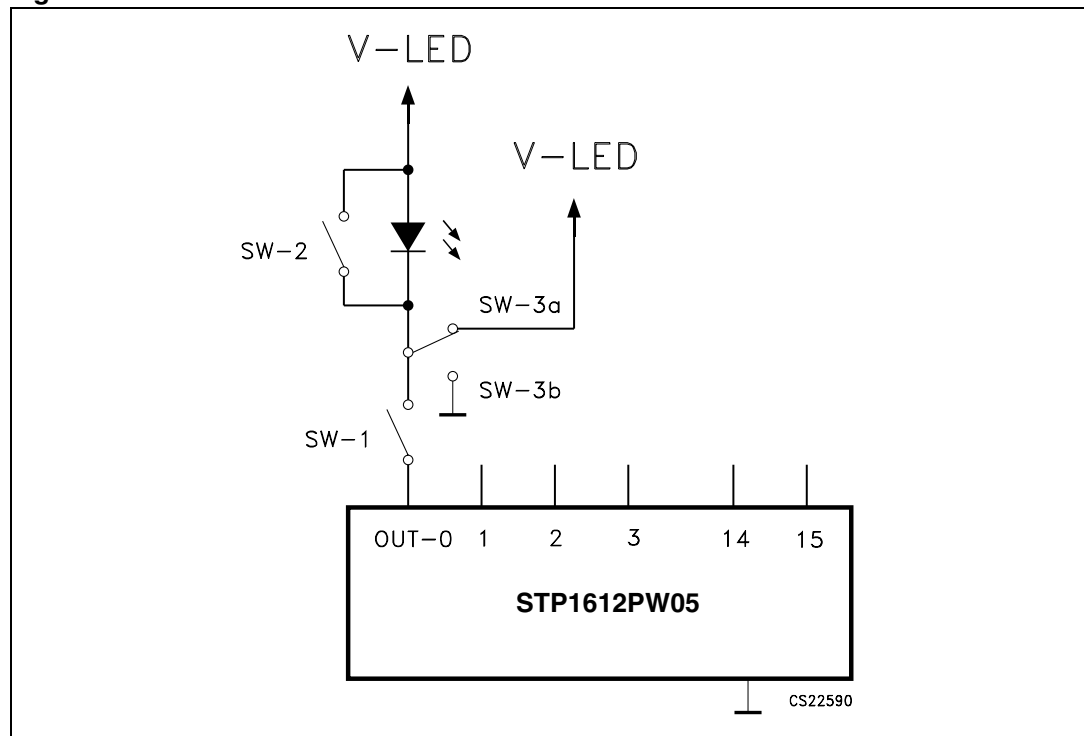 V-LED
V-LED
SW-2
SW-3a
SW-3b
SW-1
OUT-0 1 2 3 14 15
STP1612PW05
CS22590